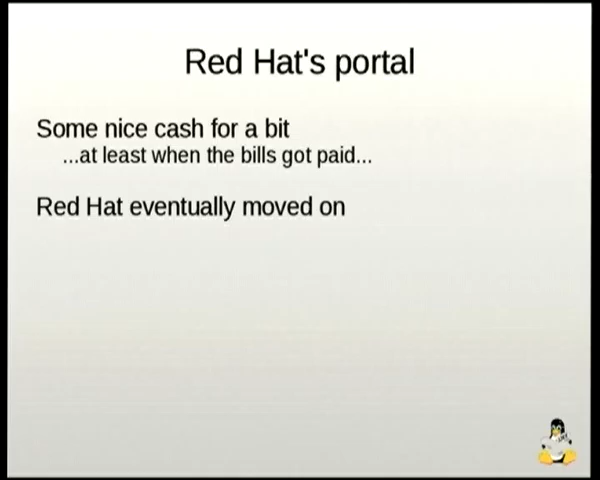 Red Hat's portal
Some nice cash for a bit
...at least when the bills got paid...
Red Hat eventually moved on